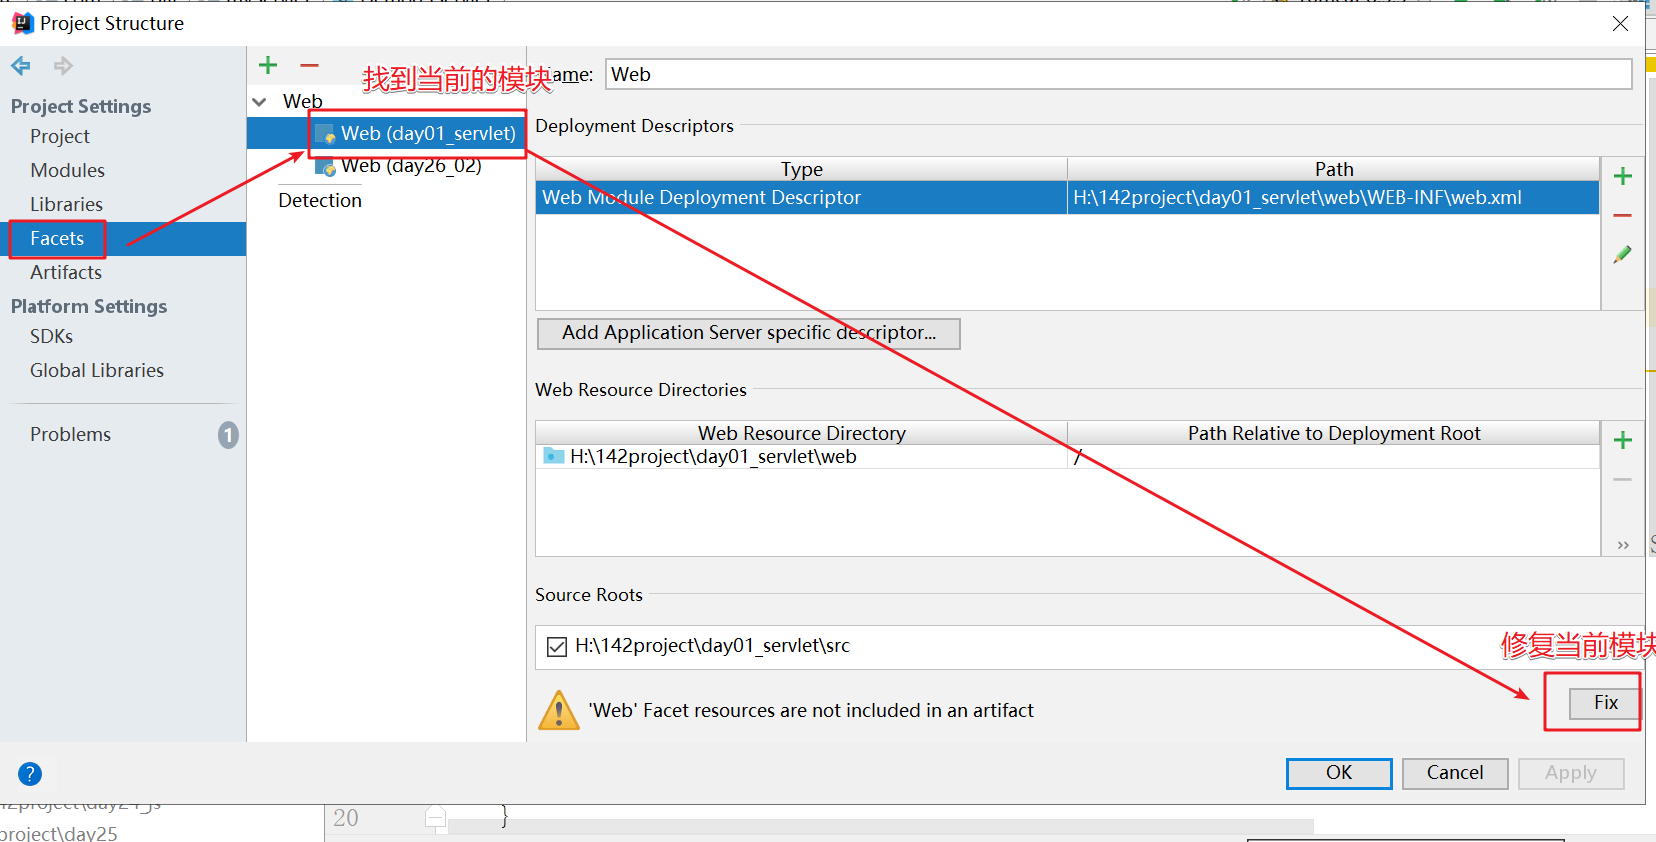 Project Structure
Project Settings
Project
Modules
Libraries
Facets
Artifacts
Platform Settings
SDKs
Global Libraries
Problems
1
找到当前的模块
Web
Web (day01_servlet)
Web (day26_02)
Detection
Name: Web
Deployment Descriptors
Type Path
Web Module Deployment Descriptor H:\142project\day01_servlet\web\WEB-INF\web.xml
Add Application Server specific descriptor...
Web Resource Directories
Web Resource Directory Path Relative to Deployment Root
H:\142project\day01_servlet\web /
Source Roots
H:\142project\day01_servlet\src
修复当前模块
'Web' Facet resources are not included in an artifact
Fix
?
OK Cancel Apply
20 }
project\day25